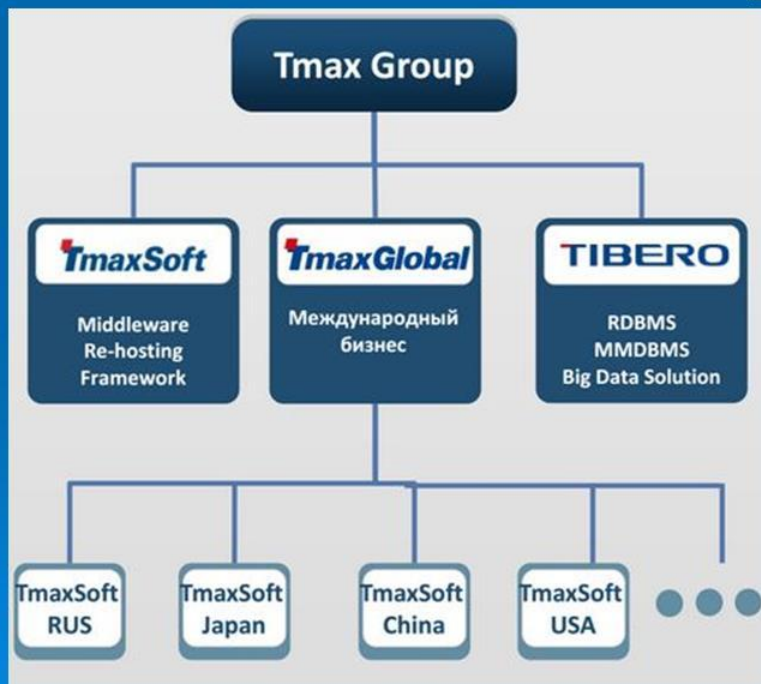 Tmax Group
TmaxSoft
Middleware
Re-hosting
Framework
TmaxGlobal
Международный
бизнес
TIBERO
RDBMS
MMDBMS
Big Data Solution
TmaxSoft
RUS
TmaxSoft
Japan
TmaxSoft
China
TmaxSoft
USA